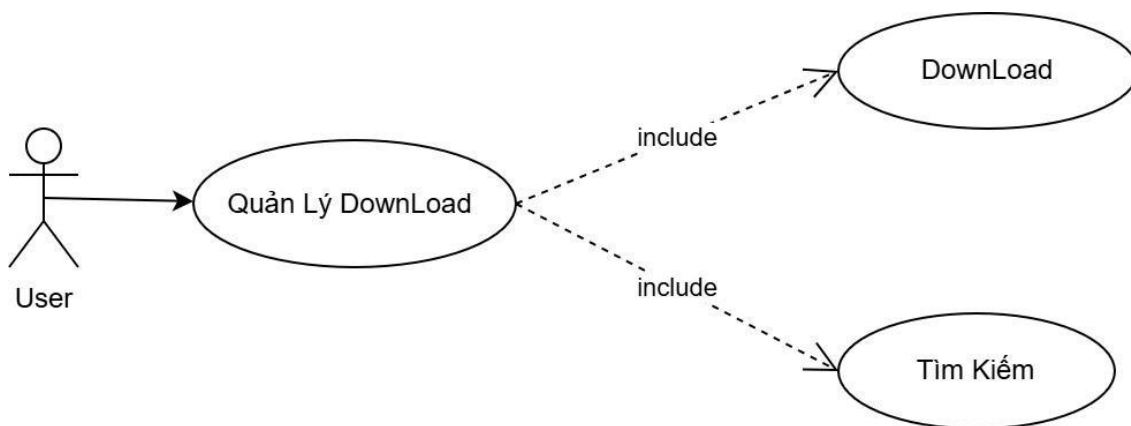 DownLoad
include
Quản Lý DownLoad
User
include
Tìm Kiếm